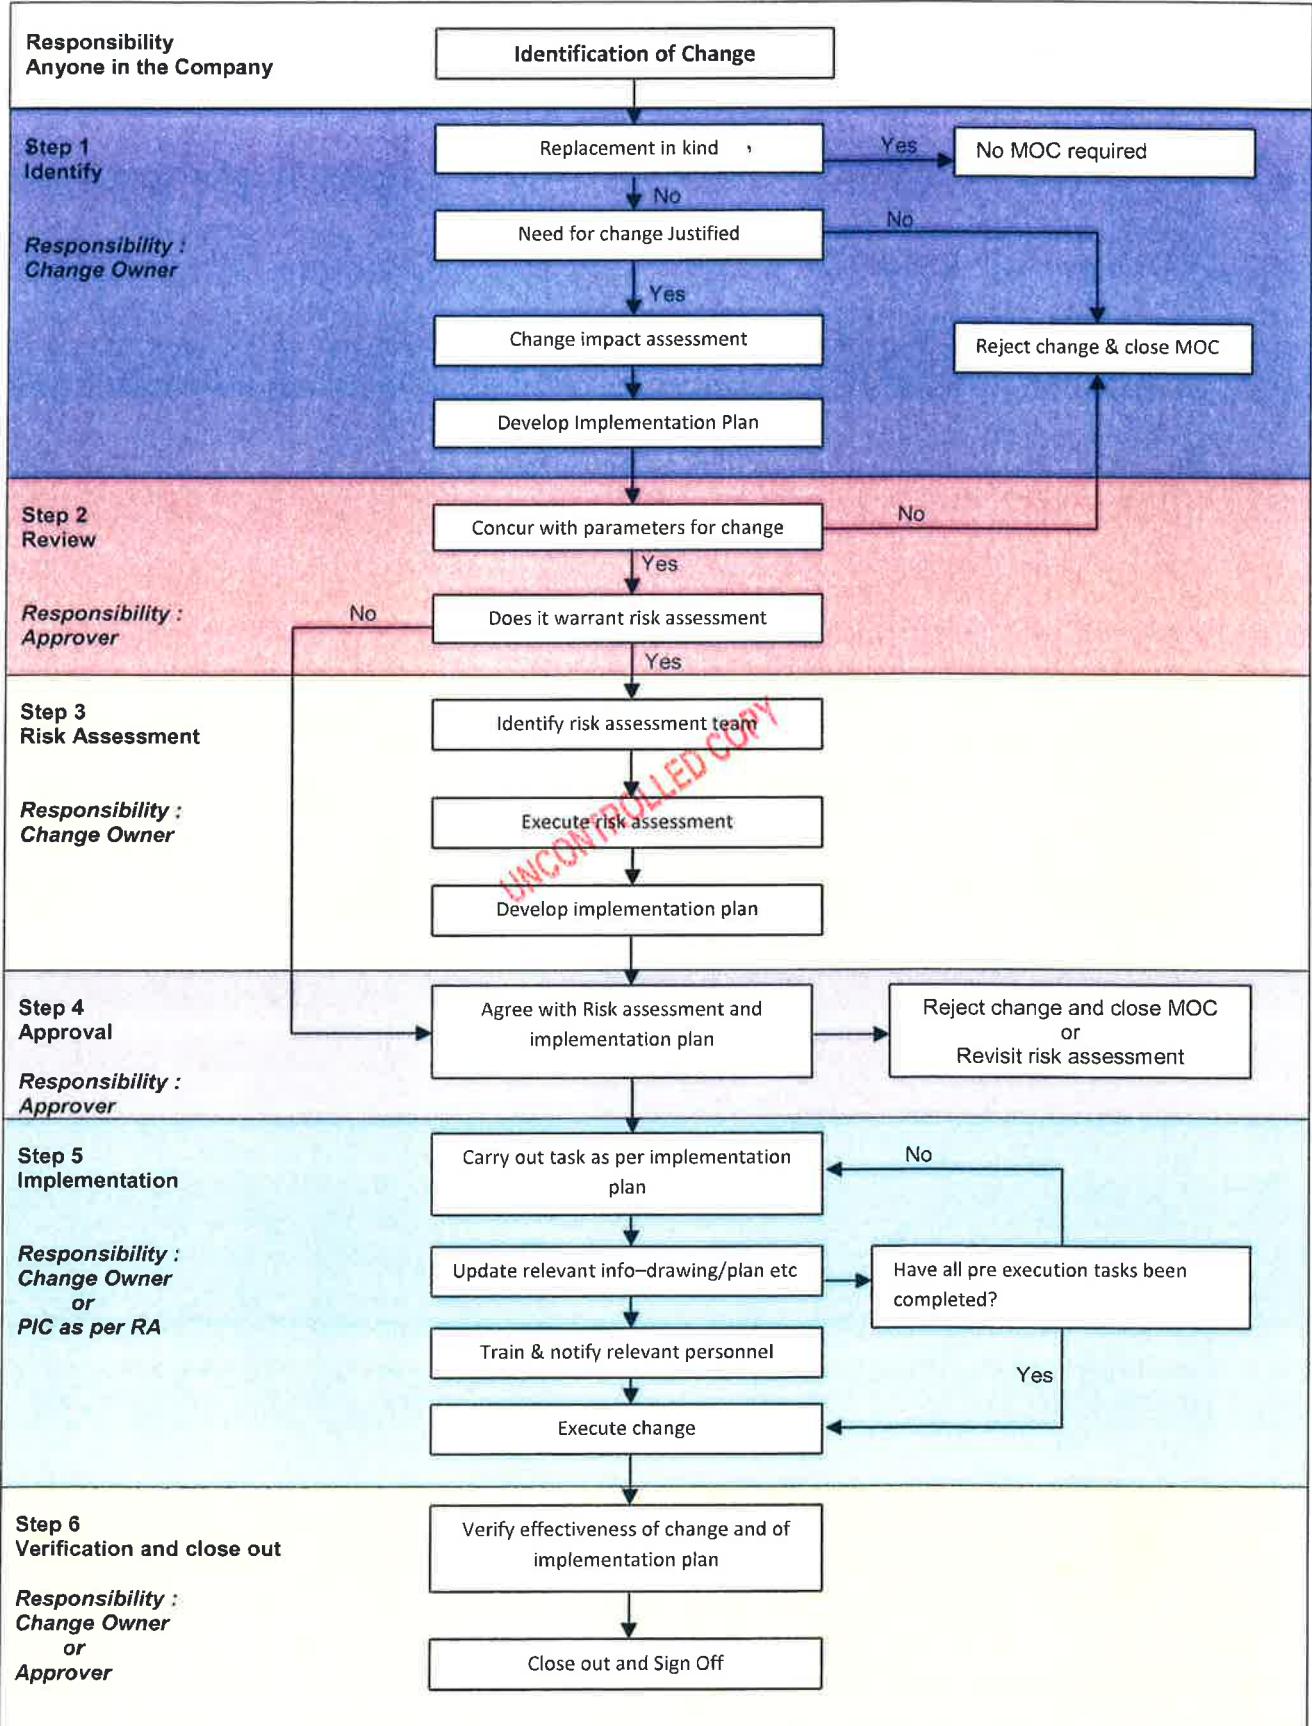 Responsibility
Anyone in the Company
Identification of Change
Step 1
Identify
Responsibility :
Change Owner
Replacement in kind
Yes
No MOC required
No
Need for change Justified
No
Yes
Change impact assessment
Reject change & close MOC
Develop Implementation Plan
Step 2
Review
Responsibility :
Approver
Concur with parameters for change
No
Yes
Does it warrant risk assessment
No
Yes
Step 3
Risk Assessment
Responsibility :
Change Owner
Identify risk assessment team
Execute risk assessment
Develop implementation plan
UNCONTROLLED COPY
Step 4
Approval
Responsibility :
Approver
Agree with Risk assessment and
implementation plan
Reject change and close MOC
or
Revisit risk assessment
Step 5
Implementation
Responsibility :
Change Owner
or
PIC as per RA
Carry out task as per implementation
plan
No
Update relevant info–drawing/plan etc
Have all pre execution tasks been
completed?
Train & notify relevant personnel
Yes
Execute change
Step 6
Verification and close out
Responsibility :
Change Owner
or
Approver
Verify effectiveness of change and of
implementation plan
Close out and Sign Off